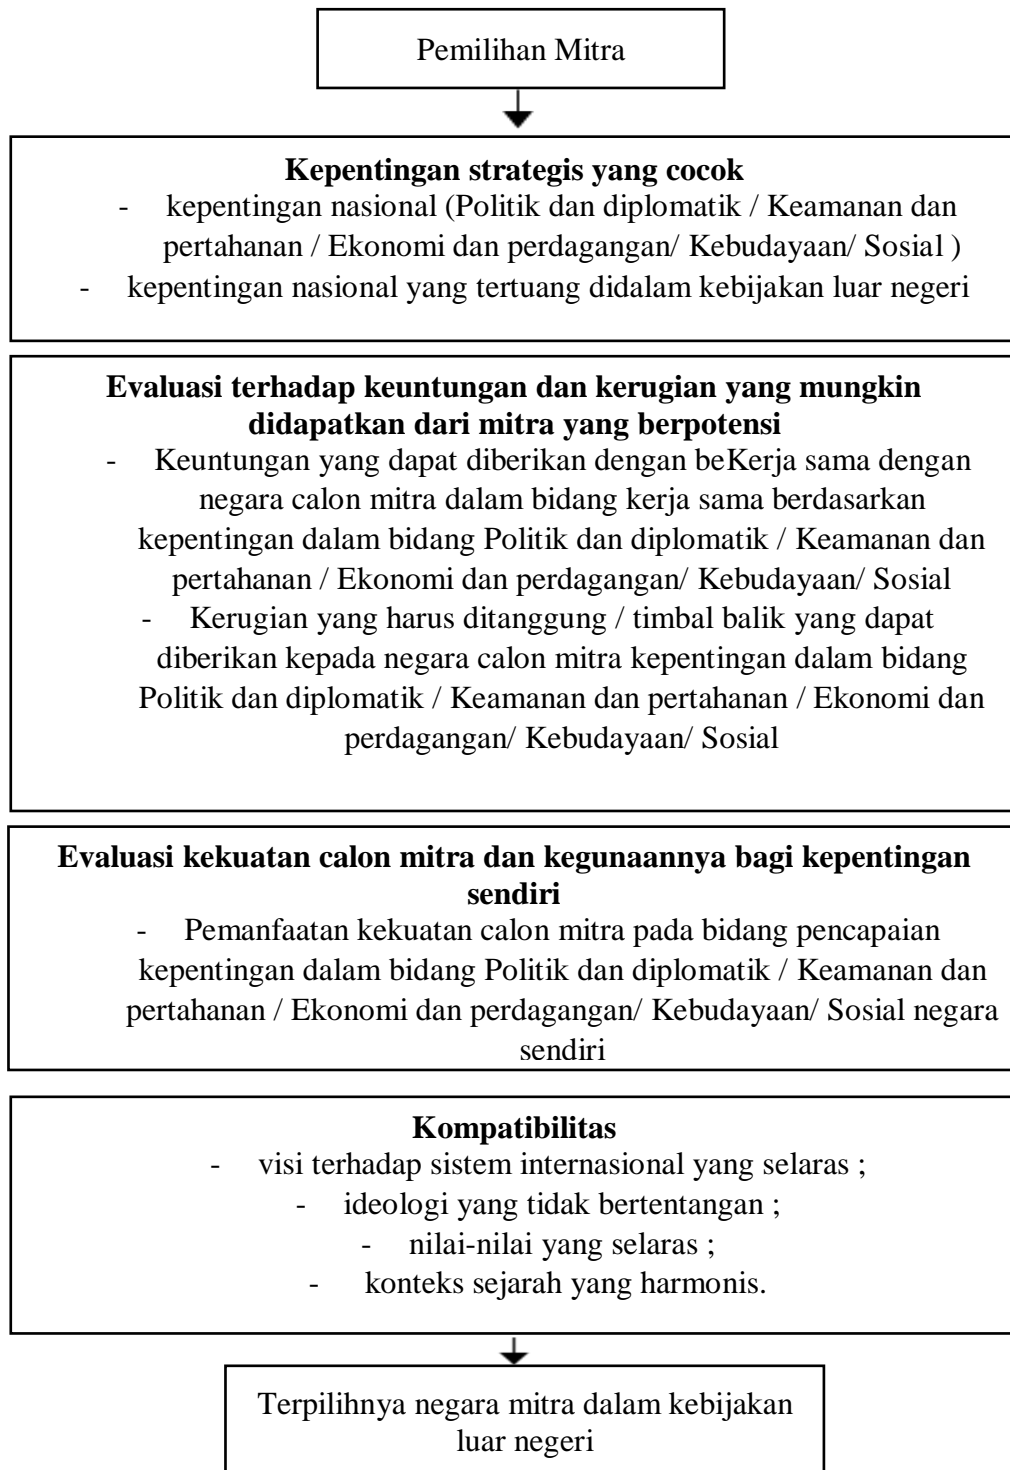 Pemilihan Mitra
Kepentingan strategis yang cocok
- kepentingan nasional (Politik dan diplomatik / Keamanan dan
pertahanan / Ekonomi dan perdagangan/ Kebudayaan/ Sosial )
- kepentingan nasional yang tertuang didalam kebijakan luar negeri
Evaluasi terhadap keuntungan dan kerugian yang mungkin
didapatkan dari mitra yang berpotensi
- Keuntungan yang dapat diberikan dengan beKerja sama dengan
negara calon mitra dalam bidang kerja sama berdasarkan
kepentingan dalam bidang Politik dan diplomatik / Keamanan dan
pertahanan / Ekonomi dan perdagangan/ Kebudayaan/ Sosial
- Kerugian yang harus ditanggung / timbal balik yang dapat
diberikan kepada negara calon mitra kepentingan dalam bidang
Politik dan diplomatik / Keamanan dan pertahanan / Ekonomi dan
perdagangan/ Kebudayaan/ Sosial
Evaluasi kekuatan calon mitra dan kegunaannya bagi kepentingan
sendiri
- Pemanfaatan kekuatan calon mitra pada bidang pencapaian
kepentingan dalam bidang Politik dan diplomatik / Keamanan dan
pertahanan / Ekonomi dan perdagangan/ Kebudayaan/ Sosial negara
sendiri
Kompatibilitas
- visi terhadap sistem internasional yang selaras ;
- ideologi yang tidak bertentangan ;
- nilai-nilai yang selaras ;
- konteks sejarah yang harmonis.
Terpilihnya negara mitra dalam kebijakan
luar negeri